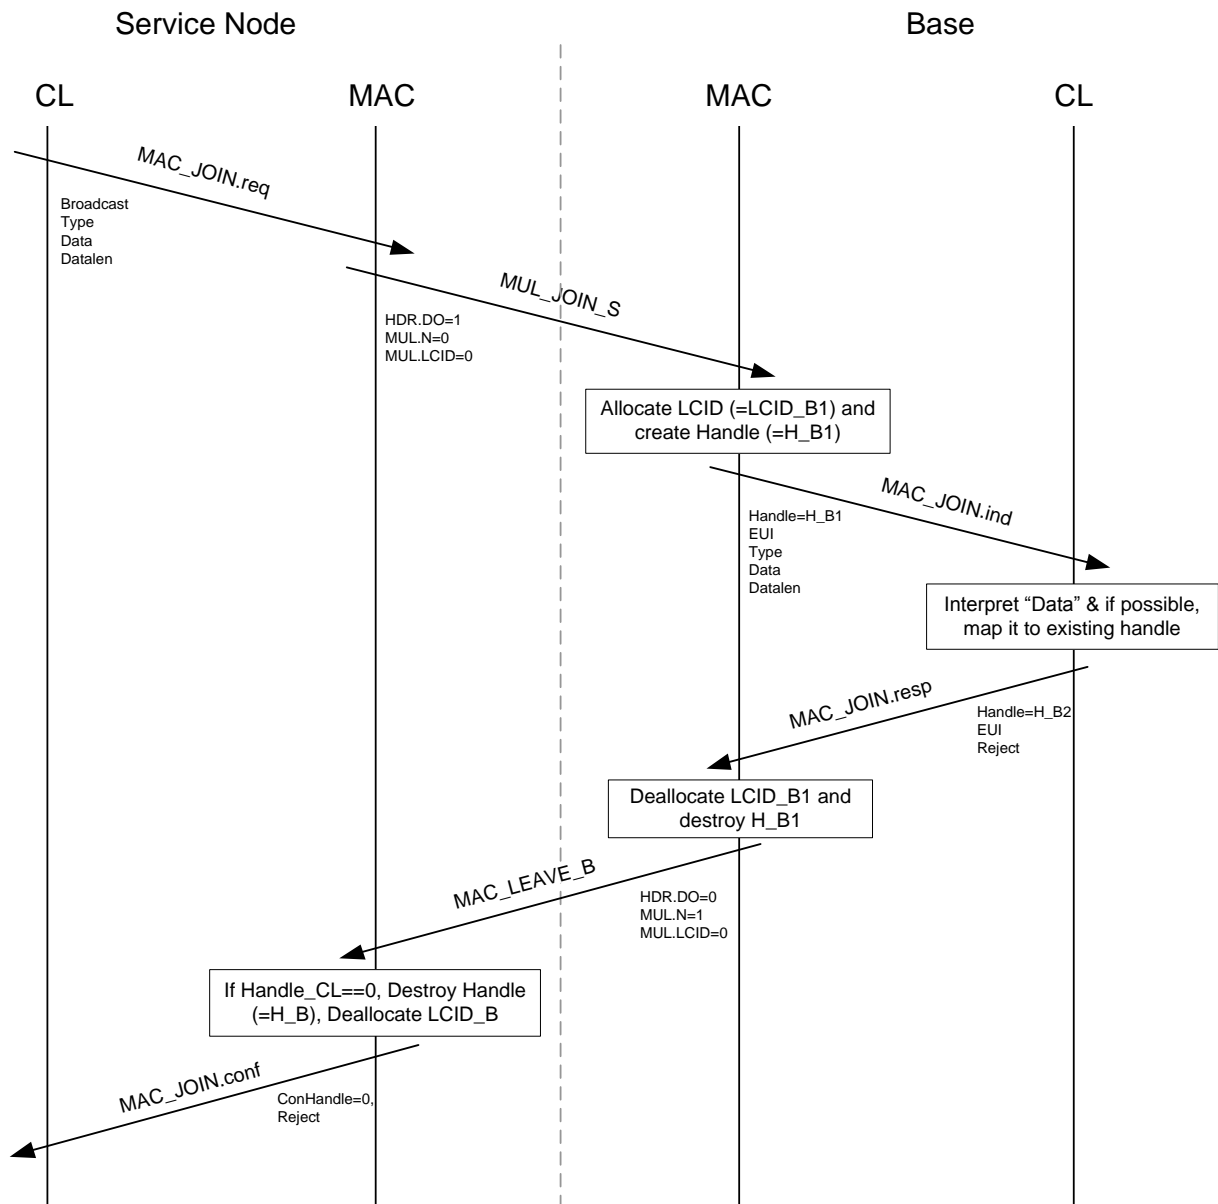 Service Node
Base
CL
MAC
MAC
CL
MAC_JOIN.req
Broadcast
Type
Data
Datalen
MUL_JOIN_S
HDR.DO=1
MUL.N=0
MUL.LCID=0
Allocate LCID (=LCID_B1) and
create Handle (=H_B1)
MAC_JOIN.ind
Handle=H_B1
EUI
Type
Data
Datalen
Interpret “Data” & if possible,
map it to existing handle
MAC_JOIN.resp
Handle=H_B2
EUI
Reject
Deallocate LCID_B1 and
destroy H_B1
MAC_LEAVE_B
HDR.DO=0
MUL.N=1
MUL.LCID=0
If Handle_CL==0, Destroy Handle
(=H_B), Deallocate LCID_B
MAC_JOIN.conf
ConHandle=0,
Reject